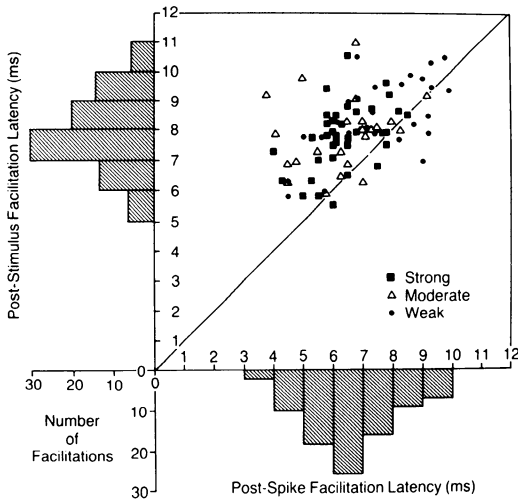 Post-Stimulus Facilitation Latency (ms)
12
11
10
9
8
7
6
5
4
3
2
1
0
Strong
Moderate
Weak
1 2 3 4 5 6 7 8 9 10 11 12
30 20 10 0
Number
of
Facilitations
10
20
30
Post-Spike Facilitation Latency (ms)